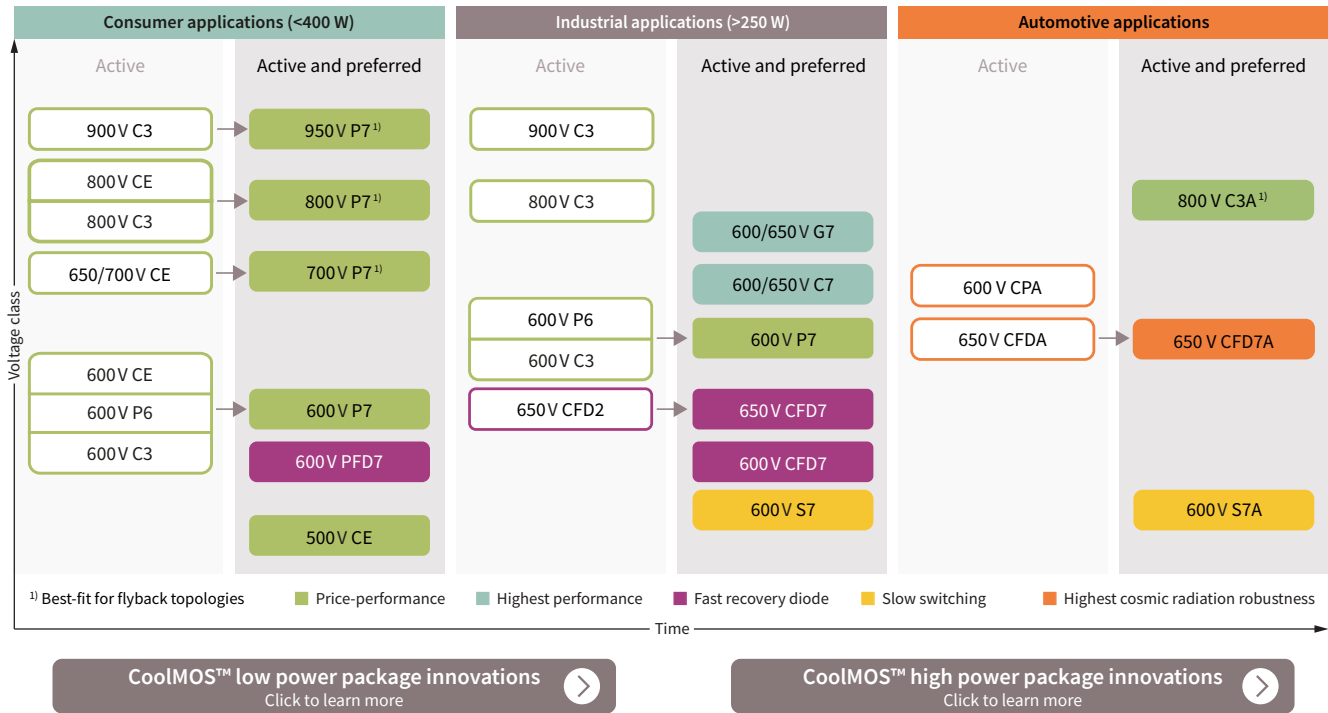 Consumer applications (<400 W)
Industrial applications (>250 W)
Automotive applications
Active
Active and preferred
Active
Active and preferred
Active
Active and preferred
Voltage class
900 V C3
950 V P7 1)
800 V CE
800 V C3
800 V P7 1)
650/700 V CE
700 V P7 1)
600 V CE
600 V P6
600 V C3
600 V P7
600 V PFD7
500 V CE
900 V C3
800 V C3
600/650 V G7
600/650 V C7
600 V P6
600 V C3
600 V P7
650 V CFD2
650 V CFD7
600 V CFD7
600 V S7
800 V C3A 1)
600 V CPA
650 V CFDA
650 V CFD7A
600 V S7A
1) Best-fit for flyback topologies
Price-performance
Highest performance
Fast recovery diode
Slow switching
Highest cosmic radiation robustness
Time
CoolMOS™ low power package innovations
Click to learn more
CoolMOS™ high power package innovations
Click to learn more